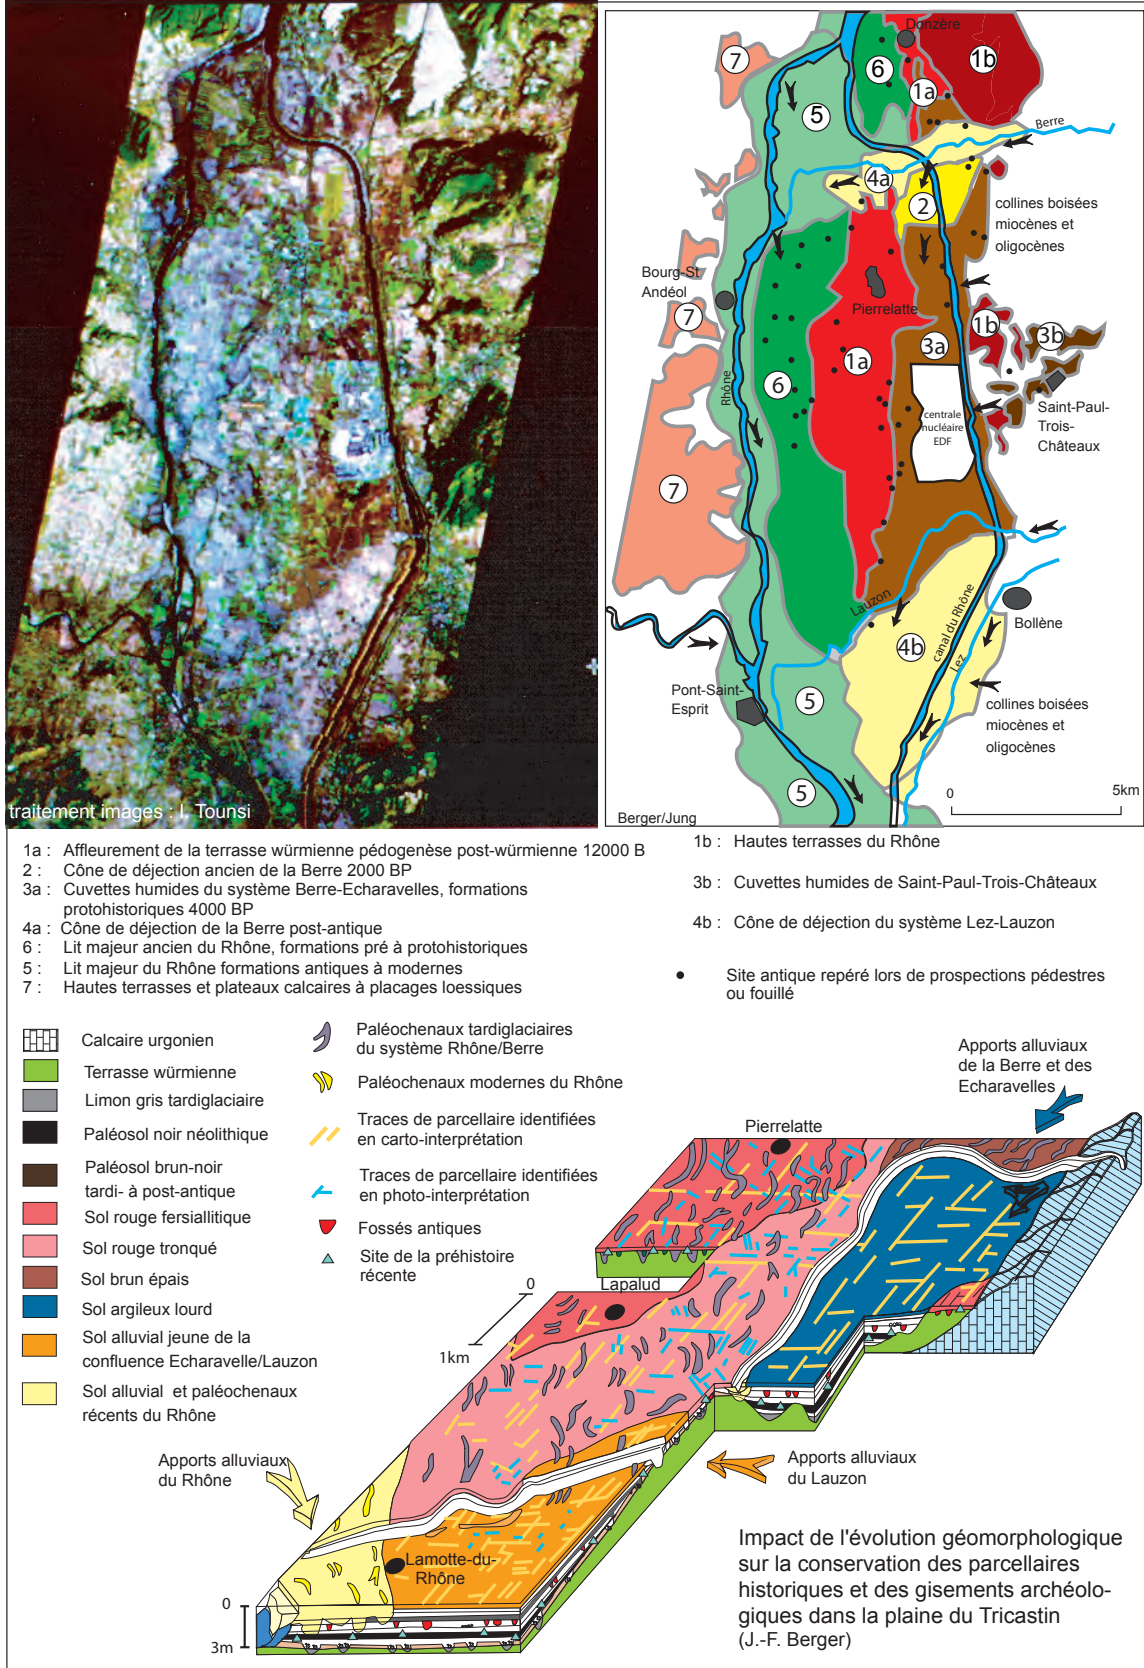 traitement images : I. Tounsi
Donzère
7
6
1b
1a
5
Berre
4a
2
collines boisées
miocènes et
oligocènes
Bourg-St
Andéol
Pierrelatte
7
1b
3b
3a
1a
6
Rhône
centrale
nucléaire
EDF
Saint-Paul-
Trois-
Châteaux
7
Lauzon
canal du Rhône
Bollène
4b
Lez
Pont-Saint-
Esprit
5
collines boisées
miocènes et
oligocènes
5
0
5km
Berger/Jung
1a : Affleurement de la terrasse würmienne pédogenèse post-würmienne 12000 B
2 : Cône de déjection ancien de la Berre 2000 BP
3a : Cuvettes humides du système Berre-Echaravelles, formations
protohistoriques 4000 BP
4a : Cône de déjection de la Berre post-antique
6 : Lit majeur ancien du Rhône, formations pré à protohistoriques
5 : Lit majeur du Rhône formations antiques à modernes
7 : Hautes terrasses et plateaux calcaires à placages loessiques
1b : Hautes terrasses du Rhône
3b : Cuvettes humides de Saint-Paul-Trois-Châteaux
4b : Cône de déjection du système Lez-Lauzon
Site antique repéré lors de prospections pédestres
ou fouillé
Calcaire urgonien
Terrasse würmienne
Limon gris tardiglaciaire
Paléosol noir néolithique
Paléosol brun-noir
tardi- à post-antique
Sol rouge fersiallitique
Sol rouge tronqué
Sol brun épais
Sol argileux lourd
Sol alluvial jeune de la
confluence Echaravelle/Lauzon
Sol alluvial et paléochenaux
récents du Rhône
Paléochenaux tardiglaciaires
du système Rhône/Berre
Paléochenaux modernes du Rhône
Traces de parcellaire identifiées
en carto-interprétation
Traces de parcellaire identifiées
en photo-interprétation
Fossés antiques
Site de la préhistoire
récente
Apports alluviaux
de la Berre et des
Echaravelles
Pierrelatte
0
Lapalud
1km
Apports alluviaux
du Rhône
Apports alluviaux
du Lauzon
Lamotte-du-
Rhône
0
3m
Impact de l'évolution géomorphologique
sur la conservation des parcellaires
historiques et des gisements archéolo-
giques dans la plaine du Tricastin
(J.-F. Berger)